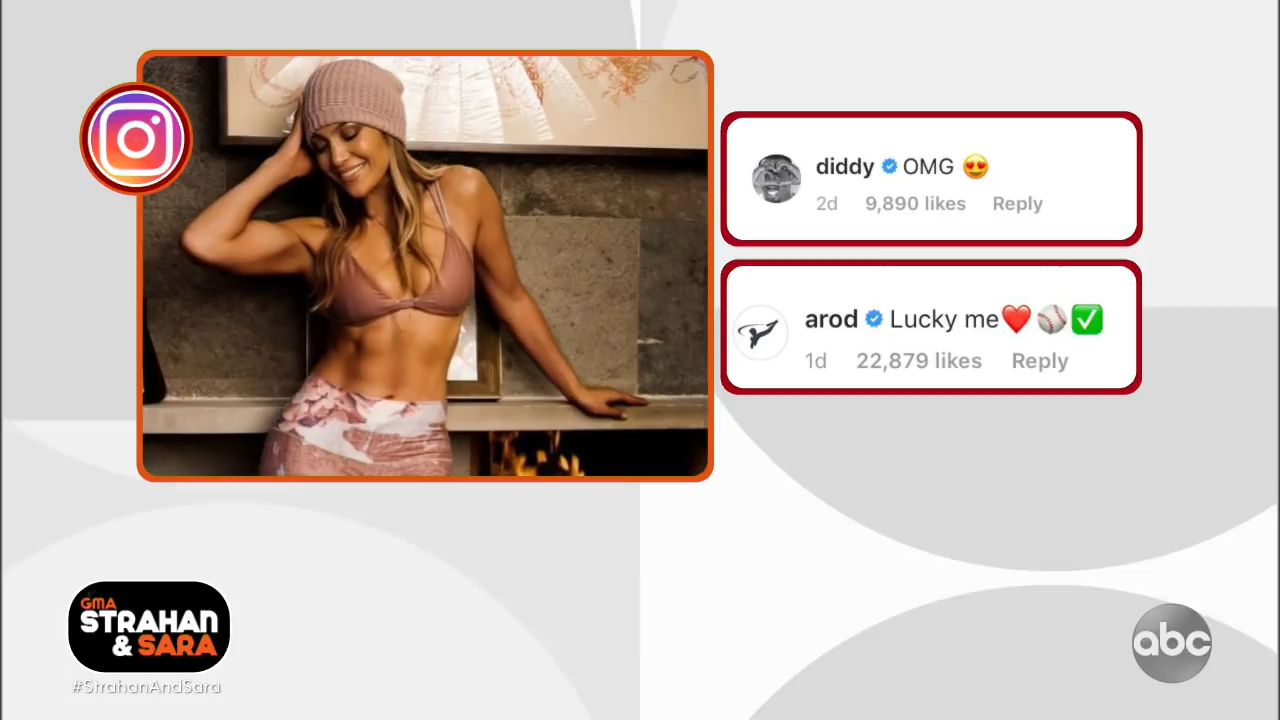 diddy OMG 😍
2d 9,890 likes Reply
arod Lucky me❤️⚾✅
1d 22,879 likes Reply
GMA
STRAHAN
& SARA
#StrahanAndSara
abc